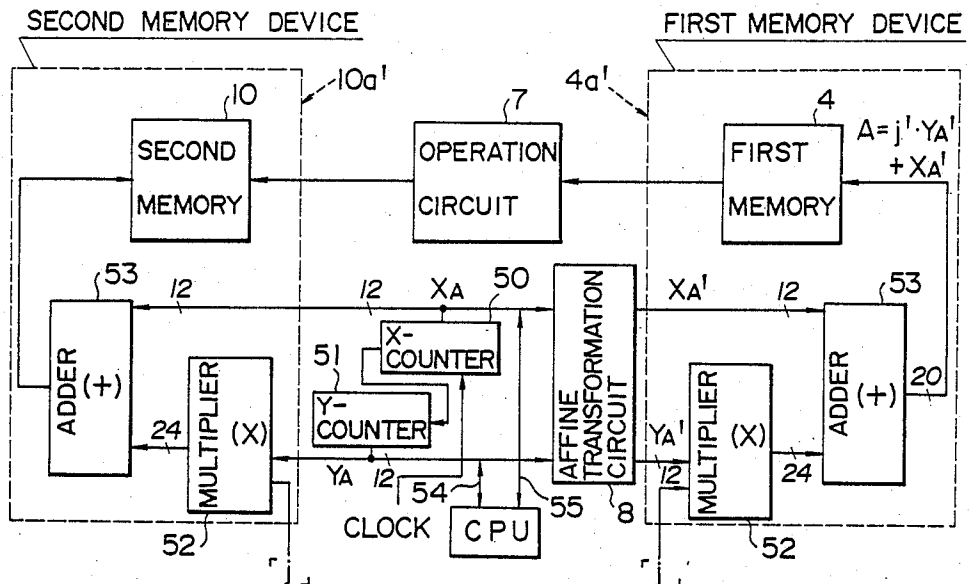 SECOND MEMORY DEVICE
FIRST MEMORY DEVICE
10
10a'
7
4a'
4
A=j'·YA'
+XA'
SECOND
MEMORY
OPERATION
CIRCUIT
FIRST
MEMORY
53
12
12
XA
50
XA'
12
53
X-
COUNTER
51
Y-
COUNTER
ADDER (+)
24
MULTIPLIER (X)
YA
12
54
55
CLOCK
CPU
AFFINE
TRANSFORMATION
CIRCUIT
8
YA'
12
MULTIPLIER (X)
24
ADDER (+)
20
52
52